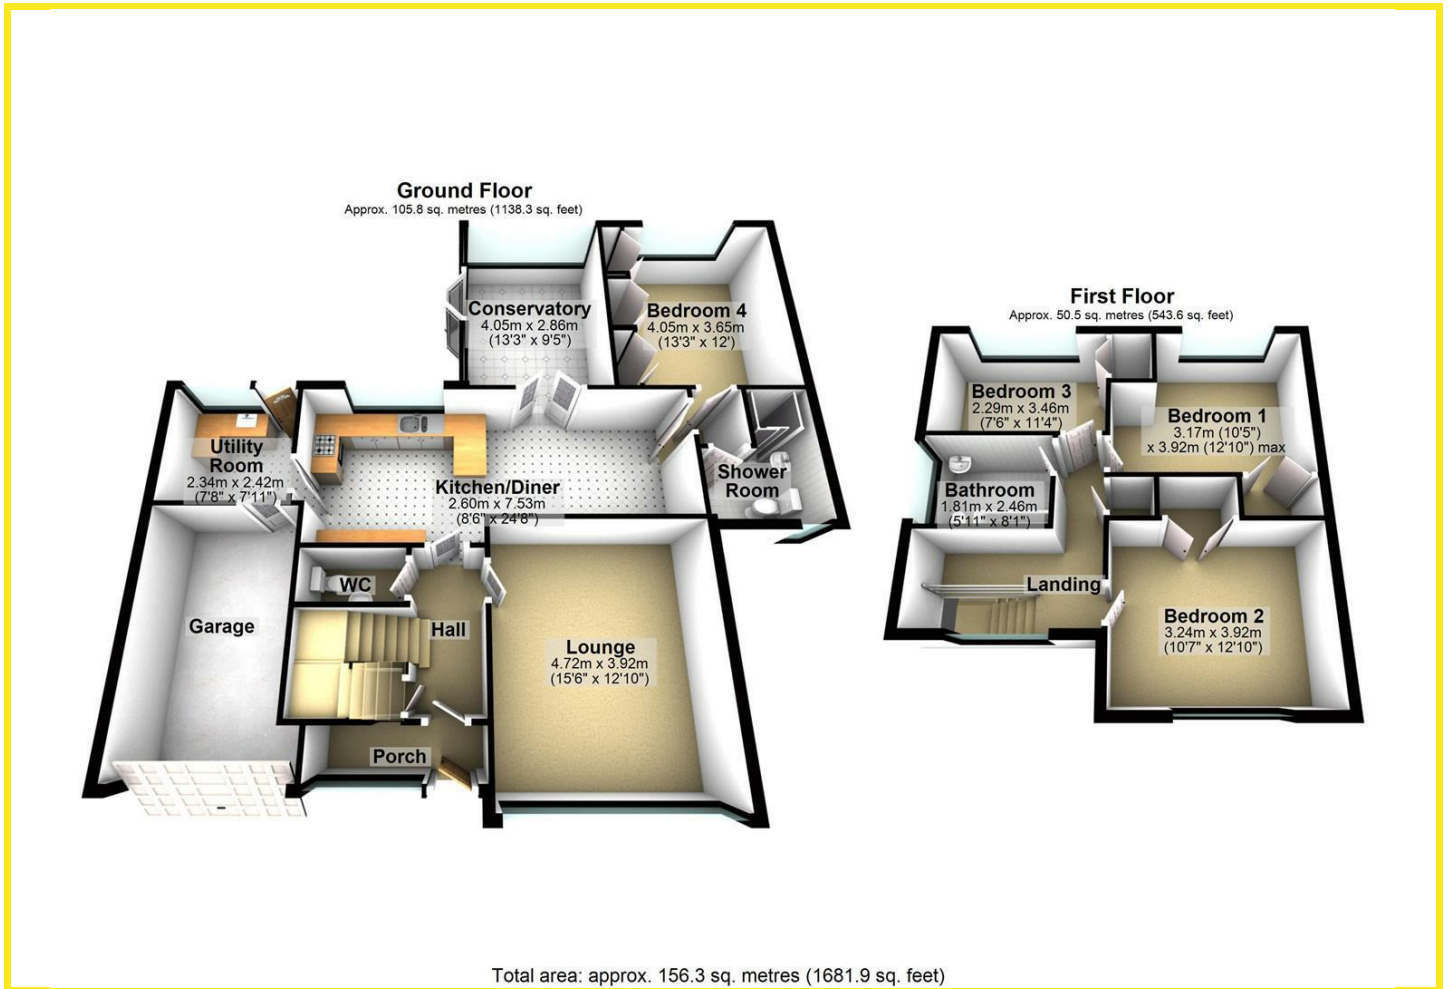 Ground Floor
Approx. 105.8 sq. metres (1138.3 sq. feet)
Conservatory
4.05m x 2.86m
(13'3" x 9'5")
Bedroom 4
4.05m x 3.65m
(13'3" x 12')
Utility
Room
2.34m x 2.42m
(7'8" x 7'11")
Kitchen/Diner
2.60m x 7.53m
(8'6" x 24'8")
Shower
Room
WC
Garage
Hall
Lounge
4.72m x 3.92m
(15'6" x 12'10")
Porch
First Floor
Approx. 50.5 sq. metres (543.6 sq. feet)
Bedroom 3
2.29m x 3.46m
(7'6" x 11'4")
Bedroom 1
3.17m (10'5")
x 3.92m (12'10") max
Bathroom
1.81m x 2.46m
(5'11" x 8'1")
Landing
Bedroom 2
3.24m x 3.92m
(10'7" x 12'10")
Total area: approx. 156.3 sq. metres (1681.9 sq. feet)